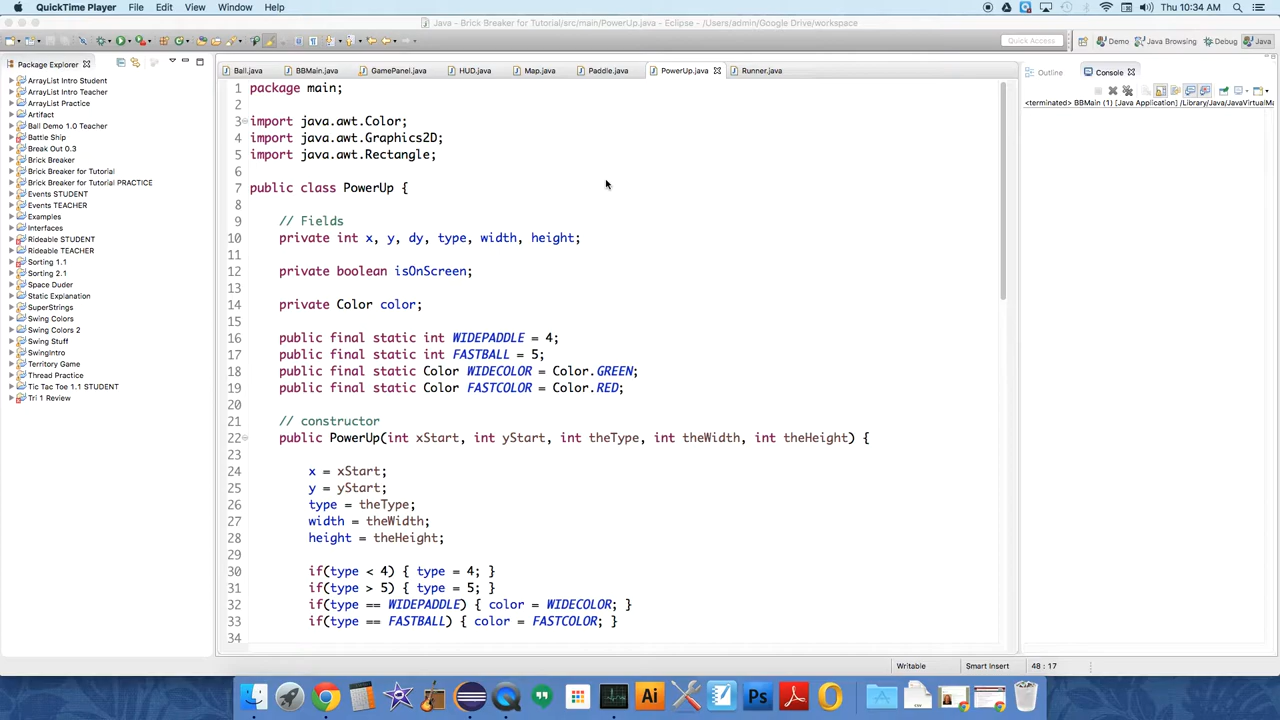 QuickTime Player File Edit View Window Help Thu 10:34 AM
Java - Brick Breaker for Tutorial/src/main/PowerUp.java - Eclipse - /Users/admin/Google Drive/workspace
Quick Access Demo Java Browsing Debug Java
Package Explorer
ArrayList Intro Student
ArrayList Intro Teacher
ArrayList Practice
Artifact
Ball Demo 1.0 Teacher
Battle Ship
Break Out 0.3
Brick Breaker
Brick Breaker for Tutorial
Brick Breaker for Tutorial PRACTICE
Events STUDENT
Events TEACHER
Examples
Interfaces
Rideable STUDENT
Rideable TEACHER
Sorting 1.1
Sorting 2.1
Space Duder
Static Explanation
SuperStrings
Swing Colors
Swing Colors 2
Swing Stuff
SwingIntro
Territory Game
Thread Practice
Tic Tac Toe 1.1 STUDENT
Tri 1 Review
Ball.java BBMain.java GamePanel.java HUD.java Map.java Paddle.java PowerUp.java Runner.java
1 package main;
2
3 import java.awt.Color;
4 import java.awt.Graphics2D;
5 import java.awt.Rectangle;
6
7 public class PowerUp {
8
9 // Fields
10 private int x, y, dy, type, width, height;
11
12 private boolean isOnScreen;
13
14 private Color color;
15
16 public final static int WIDEPADDLE = 4;
17 public final static int FASTBALL = 5;
18 public final static Color WIDECOLOR = Color.GREEN;
19 public final static Color FASTCOLOR = Color.RED;
20
21 // constructor
22 public PowerUp(int xStart, int yStart, int theType, int theWidth, int theHeight) {
23
24 x = xStart;
25 y = yStart;
26 type = theType;
27 width = theWidth;
28 height = theHeight;
29
30 if(type < 4) { type = 4; }
31 if(type > 5) { type = 5; }
32 if(type == WIDEPADDLE) { color = WIDECOLOR; }
33 if(type == FASTBALL) { color = FASTCOLOR; }
34
Outline Console
<terminated> BBMain (1) [Java Application] /Library/Java/JavaVirtualMa
Writable Smart Insert 48 : 17
Ai Ps